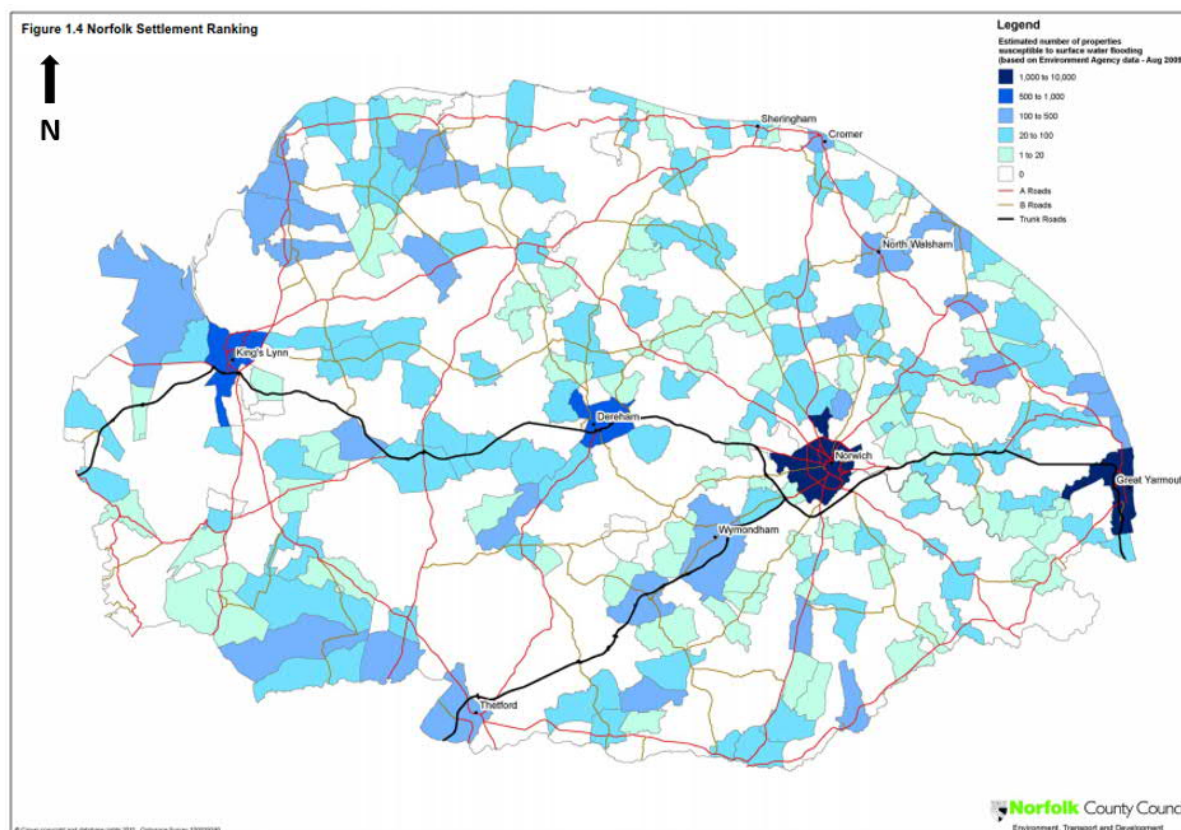 Figure 1.4 Norfolk Settlement Ranking
N
Legend
Estimated number of properties
susceptible to surface water flooding
(based on Environment Agency data - Aug 2009
1,000 to 10,000
500 to 1,000
100 to 500
20 to 100
1 to 20
0
A Roads
B Roads
Trunk Roads
Sheringham
Cromer
North Walsham
King's Lynn
Dereham
Norwich
Great Yarmout
Wymondham
Thetford
Norfolk County Counc
Environment, Transport and Development